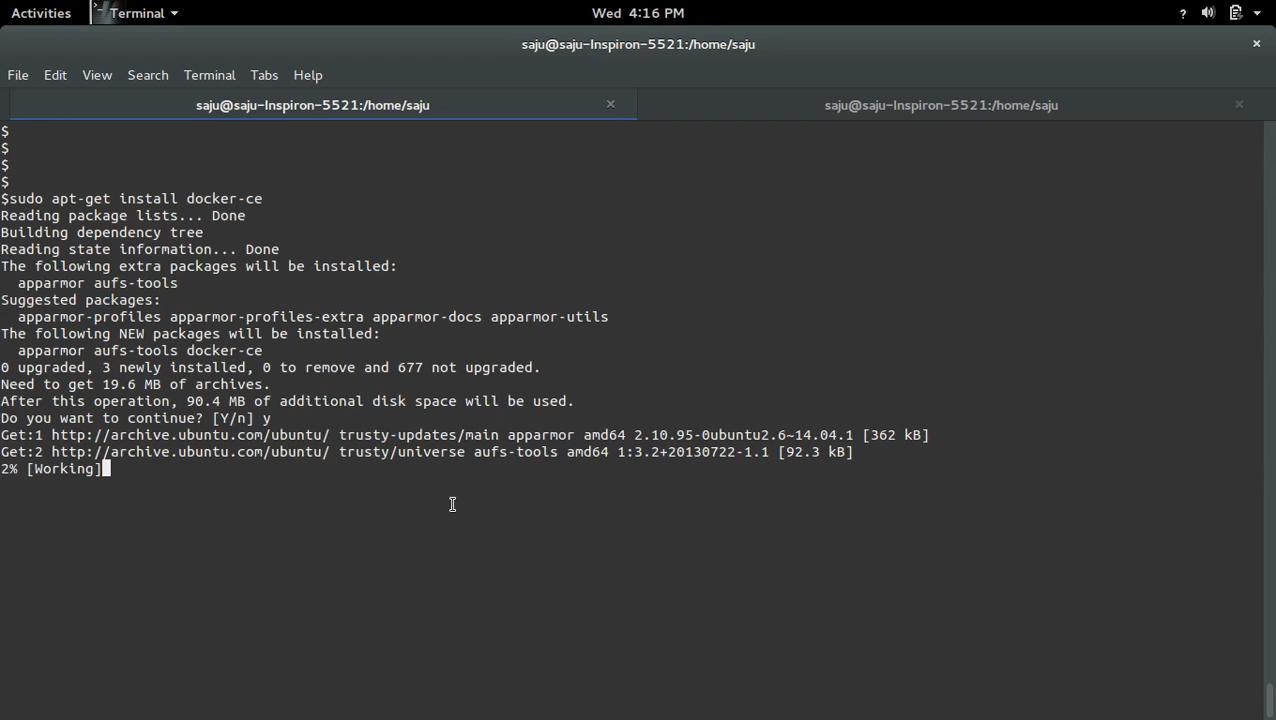 Activities Terminal Wed 4:16 PM ?
saju@saju-Inspiron-5521:/home/saju ×
File Edit View Search Terminal Tabs Help
saju@saju-Inspiron-5521:/home/saju × saju@saju-Inspiron-5521:/home/saju ×
$
$
$
$
$sudo apt-get install docker-ce
Reading package lists... Done
Building dependency tree
Reading state information... Done
The following extra packages will be installed:
  apparmor aufs-tools
Suggested packages:
  apparmor-profiles apparmor-profiles-extra apparmor-docs apparmor-utils
The following NEW packages will be installed:
  apparmor aufs-tools docker-ce
0 upgraded, 3 newly installed, 0 to remove and 677 not upgraded.
Need to get 19.6 MB of archives.
After this operation, 90.4 MB of additional disk space will be used.
Do you want to continue? [Y/n] y
Get:1 http://archive.ubuntu.com/ubuntu/ trusty-updates/main apparmor amd64 2.10.95-0ubuntu2.6~14.04.1 [362 kB]
Get:2 http://archive.ubuntu.com/ubuntu/ trusty/universe aufs-tools amd64 1:3.2+20130722-1.1 [92.3 kB]
2% [Working]